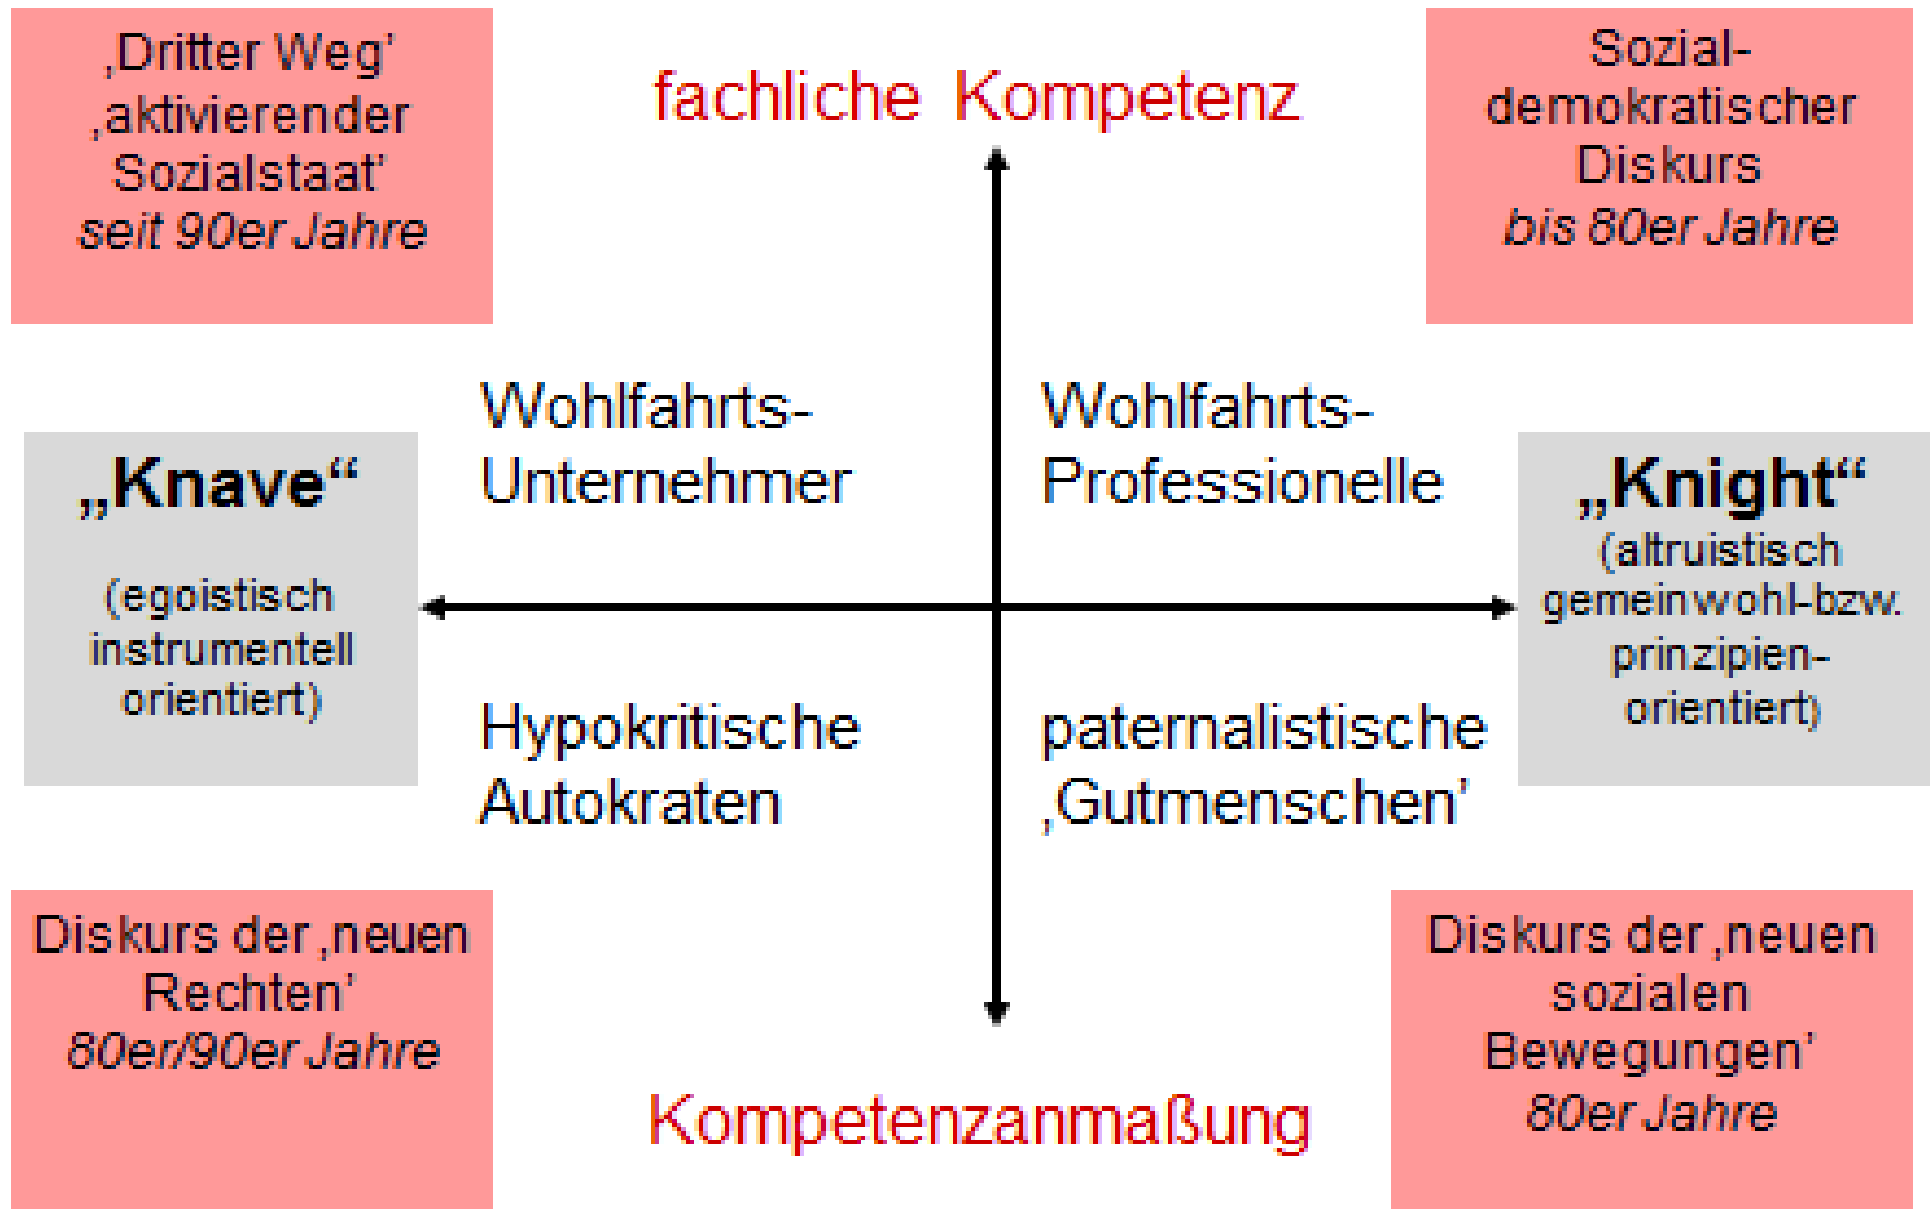 ‚Dritter Weg’
‚aktivierender
Sozialstaat’
seit 90er Jahre
fachliche Kompetenz
Sozial-
demokratischer
Diskurs
bis 80er Jahre
Wohlfahrts-
Unternehmer
Wohlfahrts-
Professionelle
„Knave“
(egoistisch
instrumentell
orientiert)
„Knight“
(altruistisch
gemeinwohl-bzw.
prinzipien-
orientiert)
Hypokritische
Autokraten
paternalistische
‚Gutmenschen’
Diskurs der ‚neuen
Rechten’
80er/90er Jahre
Diskurs der ‚neuen
sozialen
Bewegungen’
80er Jahre
Kompetenzanmaßung